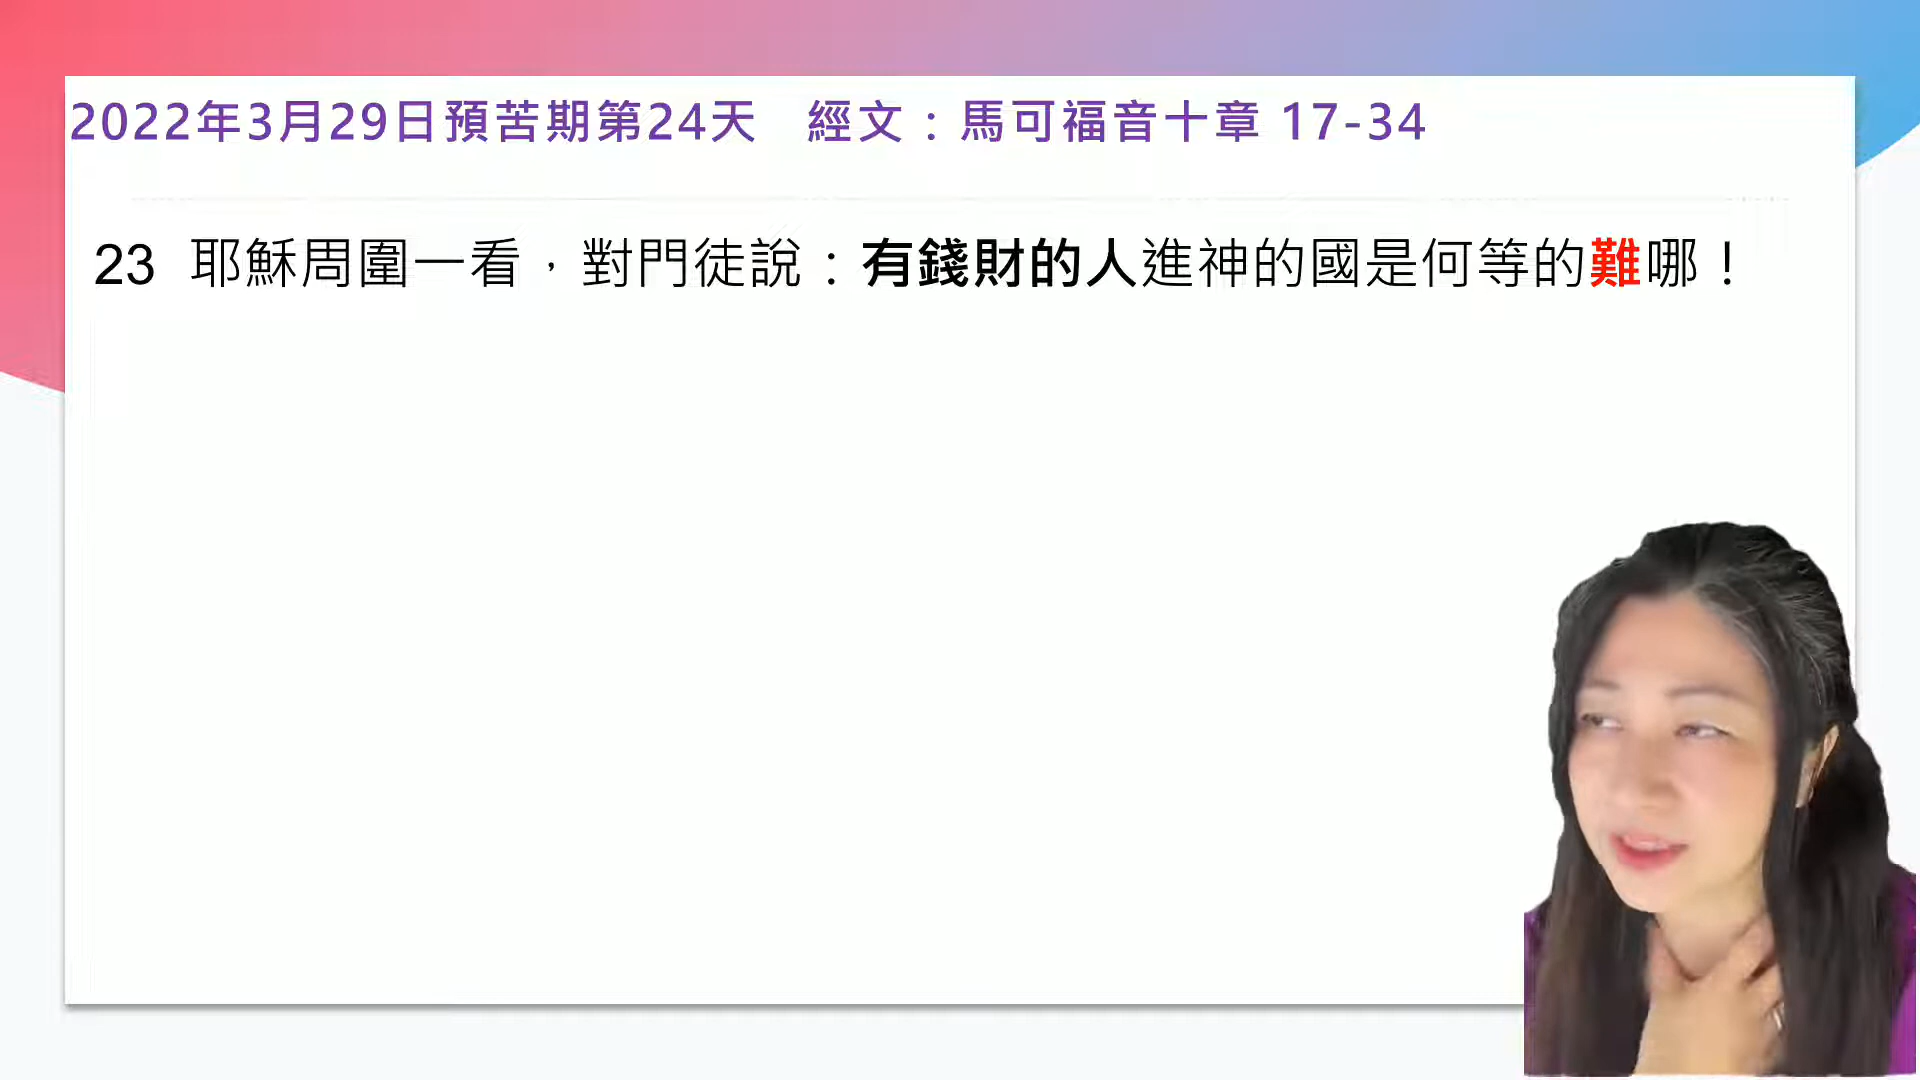 2022年3月29日預苦期第24天 經文：馬可福音十章 17-34
23 耶穌周圍一看，對門徒說：有錢財的人進神的國是何等的難哪！